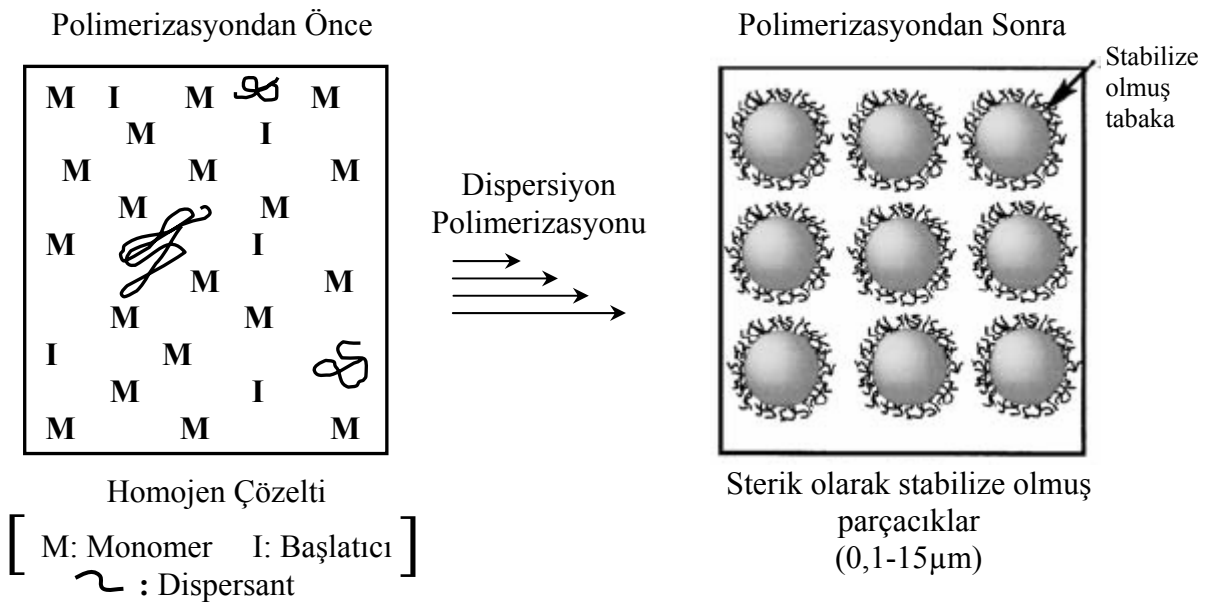 Polimerizasyondan Önce
M I M M
M I
M M M
M M
M I
M M
M M
I M
M I
M M M
Homojen Çözelti
M: Monomer I: Başlatıcı
: Dispersant
Dispersiyon
Polimerizasyonu
Polimerizasyondan Sonra
Stabilize
olmuş
tabaka
Sterik olarak stabilize olmuş
parçacıklar
(0,1-15µm)